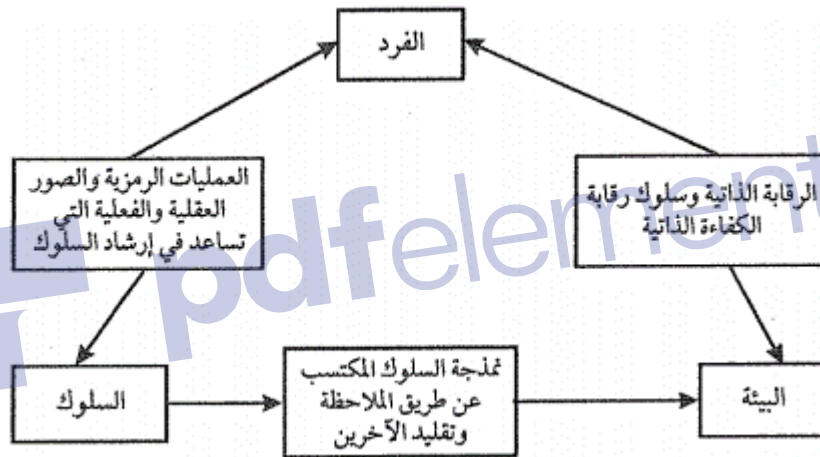 الفرد
العمليات الرمزية والصور
العقلية والفعلية التي
تساعد في إرشاد السلوك
الرقابة الذاتية وسلوك رقابة
الكفاءة الذاتية
السلوك
نمذجة السلوك المكتسب
عن طريق الملاحظة
وتقليد الآخرين
البيئة
pdfelement